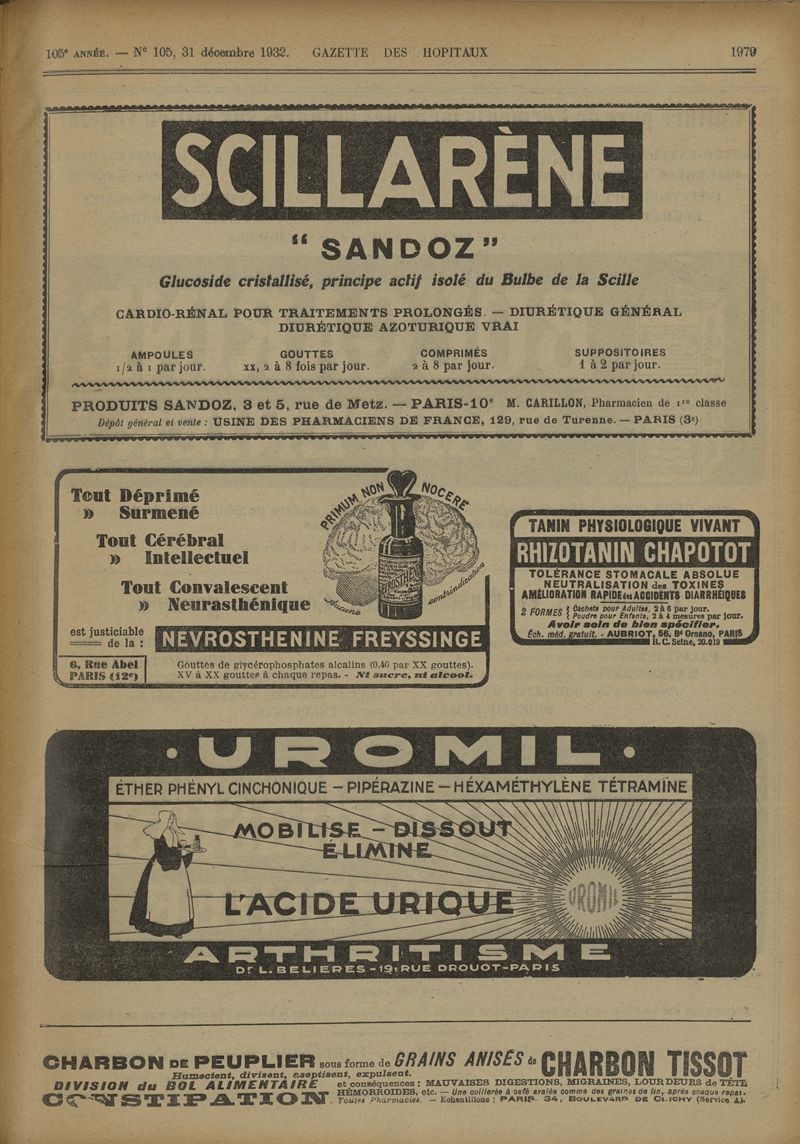 105e ANNÉE. — No 105, 31 décembre 1932. GAZETTE DES HOPITAUX 1979
SCILLARÈNE
“ SANDOZ ”
Glucoside cristallisé, principe actif isolé du Bulbe de la Scille
CARDIO-RÉNAL POUR TRAITEMENTS PROLONGÉS. — DIURÉTIQUE GÉNÉRAL
DIURÉTIQUE AZOTURIQUE VRAI
AMPOULES GOUTTES COMPRIMÉS SUPPOSITOIRES
1/2 à 1 par jour. XX, 2 à 8 fois par jour. 2 à 8 par jour. 1 à 2 par jour.
PRODUITS SANDOZ, 3 et 5, rue de Metz. — PARIS-10e M. CARILLON, Pharmacien de 1re classe
Dépôt général et vente : USINE DES PHARMACIENS DE FRANCE, 129, rue de Turenne. — PARIS (3e)
Tout Déprimé
» Surmené
Tout Cérébral
» Intellectuel
Tout Convalescent
» Neurasthénique
PRIMUM NON NOCERE
Aucune contrindication
est justiciable
de la :
NÉVROSTHÉNINE FREYSSINGE
6, Rue Abel
PARIS (12e)
Gouttes de glycérophosphates alcalins (0.40 par XX gouttes).
XV à XX gouttes à chaque repas. - Ni sucre, ni alcool.
TANIN PHYSIOLOGIQUE VIVANT
RHIZOTANIN CHAPOTOT
TOLÉRANCE STOMACALE ABSOLUE
NEUTRALISATION des TOXINES
AMÉLIORATION RAPIDE des ACCIDENTS DIARRHÉIQUES
2 FORMES { Cachets pour Adultes, 2 à 6 par jour.
Poudre pour Enfants, 2 à 4 mesures par jour.
Avoir soin de bien spécifier.
Éch. méd. gratuit. - AUBRIOT, 56, Bd Ornano, PARIS
R. C. Seine, 20.019
· UROMIL ·
ÉTHER PHÉNYL CINCHONIQUE – PIPÉRAZINE – HÉXAMÉTHYLÈNE TÉTRAMINE
MOBILISE – DISSOUT
ÉLIMINE
L'ACIDE URIQUE
UROMIL
ARTHRITISME
Dr L. BELIERES - 19, RUE DROUOT - PARIS
CHARBON DE PEUPLIER sous forme de GRAINS ANISÉS de CHARBON TISSOT
Humectent, divisent, aseptisent, expulsent.
DIVISION du BOL ALIMENTAIRE et conséquences : MAUVAISES DIGESTIONS, MIGRAINES, LOURDEURS de TÊTE
CONSTIPATION HÉMORROIDES, etc. — Une cuillerée à café avalée comme des graines de lin, après chaque repas.
Toutes Pharmacies. — Echantillons : PARIS- 34, BOULEVARD DE CLICHY (Service A).